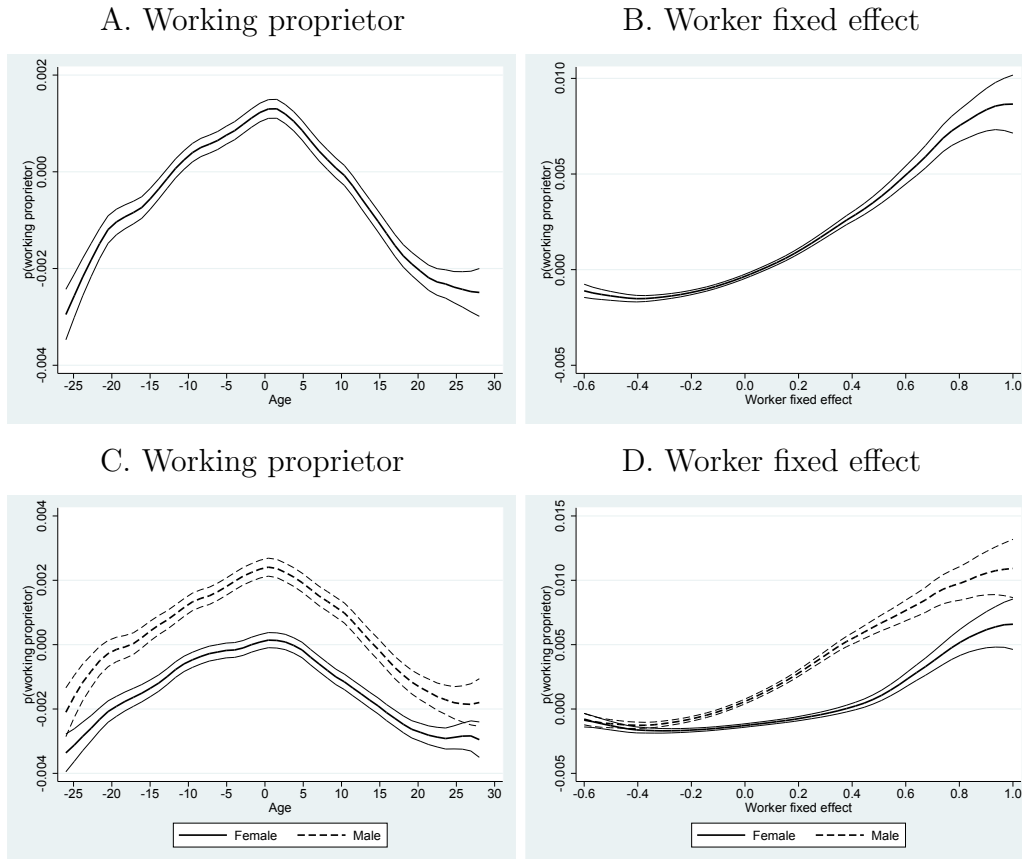 A. Working proprietor
p(working proprietor)
0.002
0.000
-0.002
-0.004
-25 -20 -15 -10 -5 0 5 10 15 20 25 30
Age
B. Worker fixed effect
p(working proprietor)
0.010
0.005
0.000
-0.005
-0.6 -0.4 -0.2 0.0 0.2 0.4 0.6 0.8 1.0
Worker fixed effect
C. Working proprietor
p(working proprietor)
0.004
0.002
0.000
-0.002
-0.004
-25 -20 -15 -10 -5 0 5 10 15 20 25 30
Age
Female Male
D. Worker fixed effect
p(working proprietor)
0.015
0.010
0.005
0.000
-0.005
-0.6 -0.4 -0.2 0.0 0.2 0.4 0.6 0.8 1.0
Worker fixed effect
Female Male